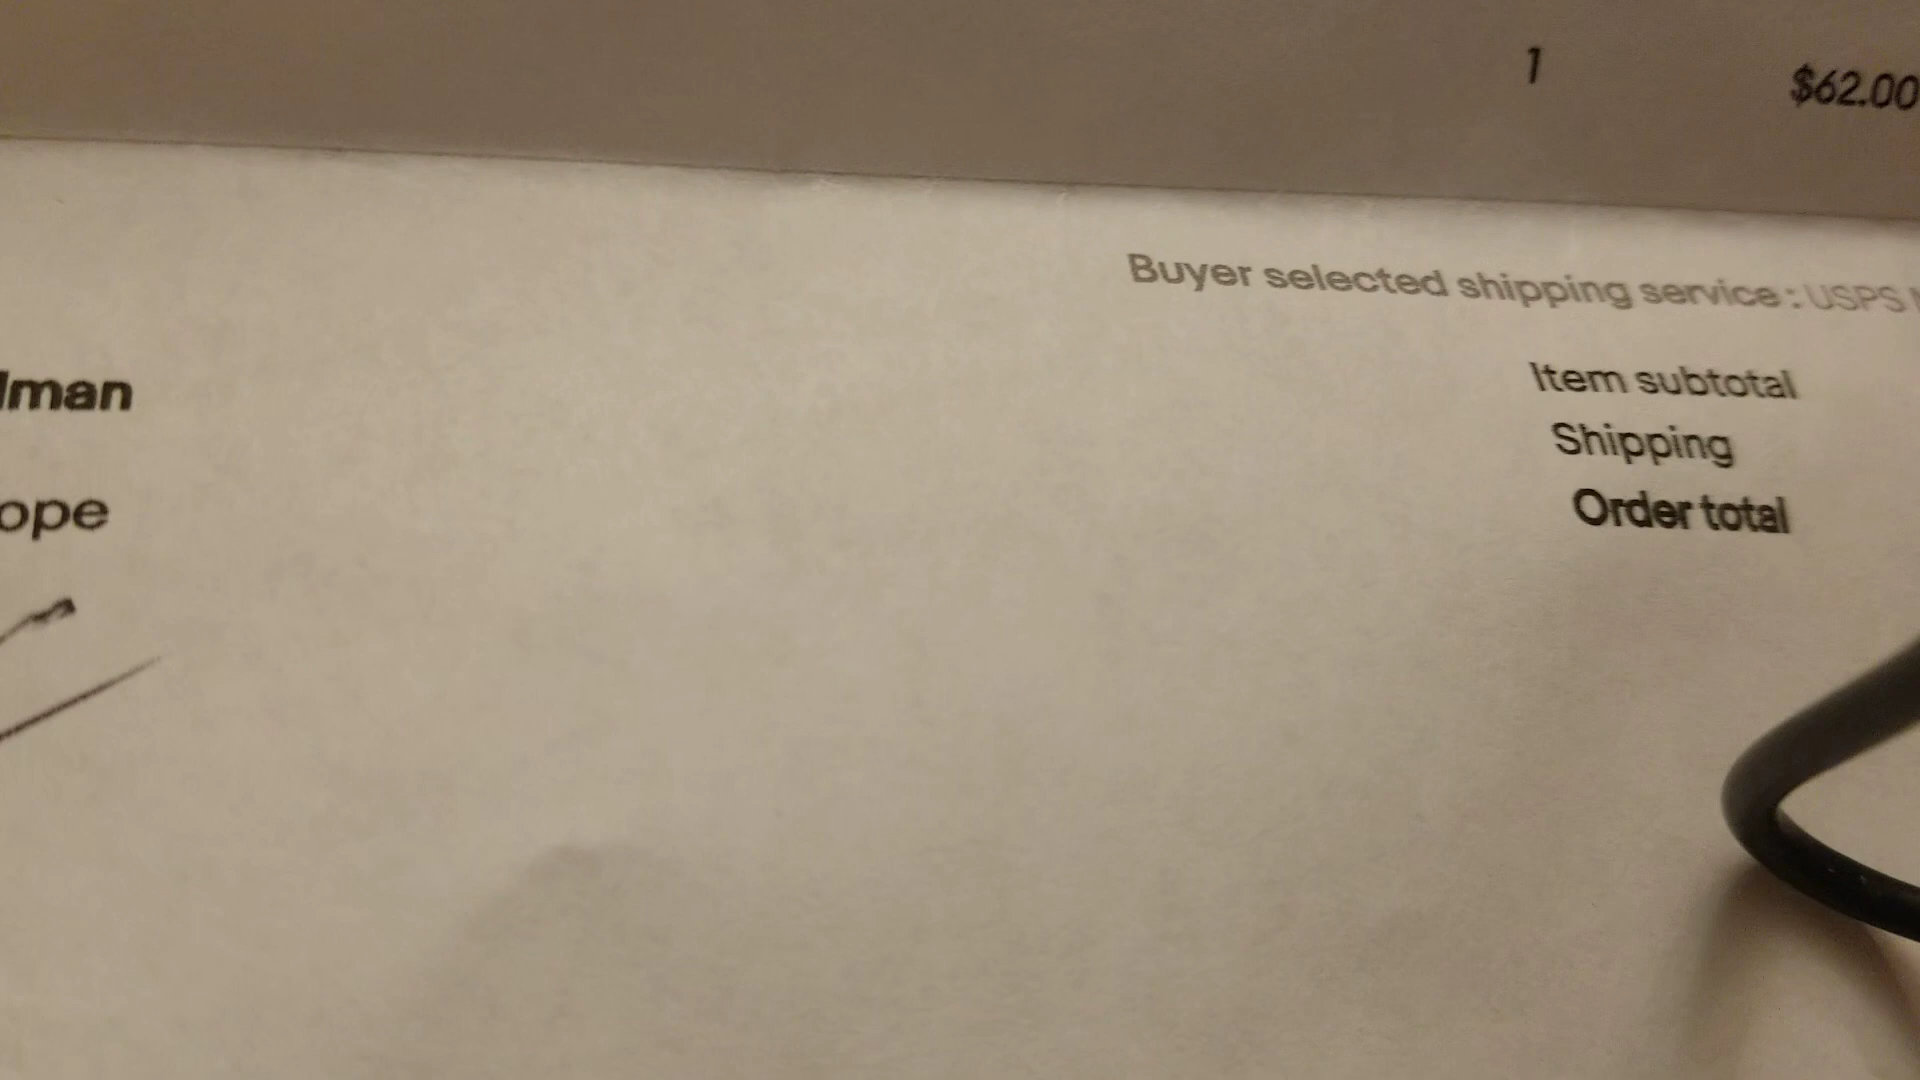 1 $62.00
Buyer selected shipping service : USPS
Item subtotal
lman
Shipping
Order total
ope